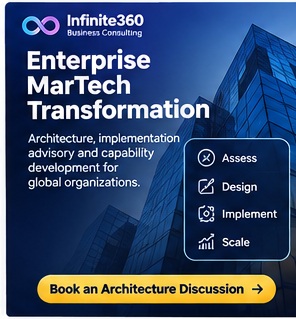 Infinite360
Business Consulting
Enterprise
MarTech
Transformation
Architecture, implementation
advisory and capability
development for
global organizations.
Assess
Design
Implement
Scale
Book an Architecture Discussion →